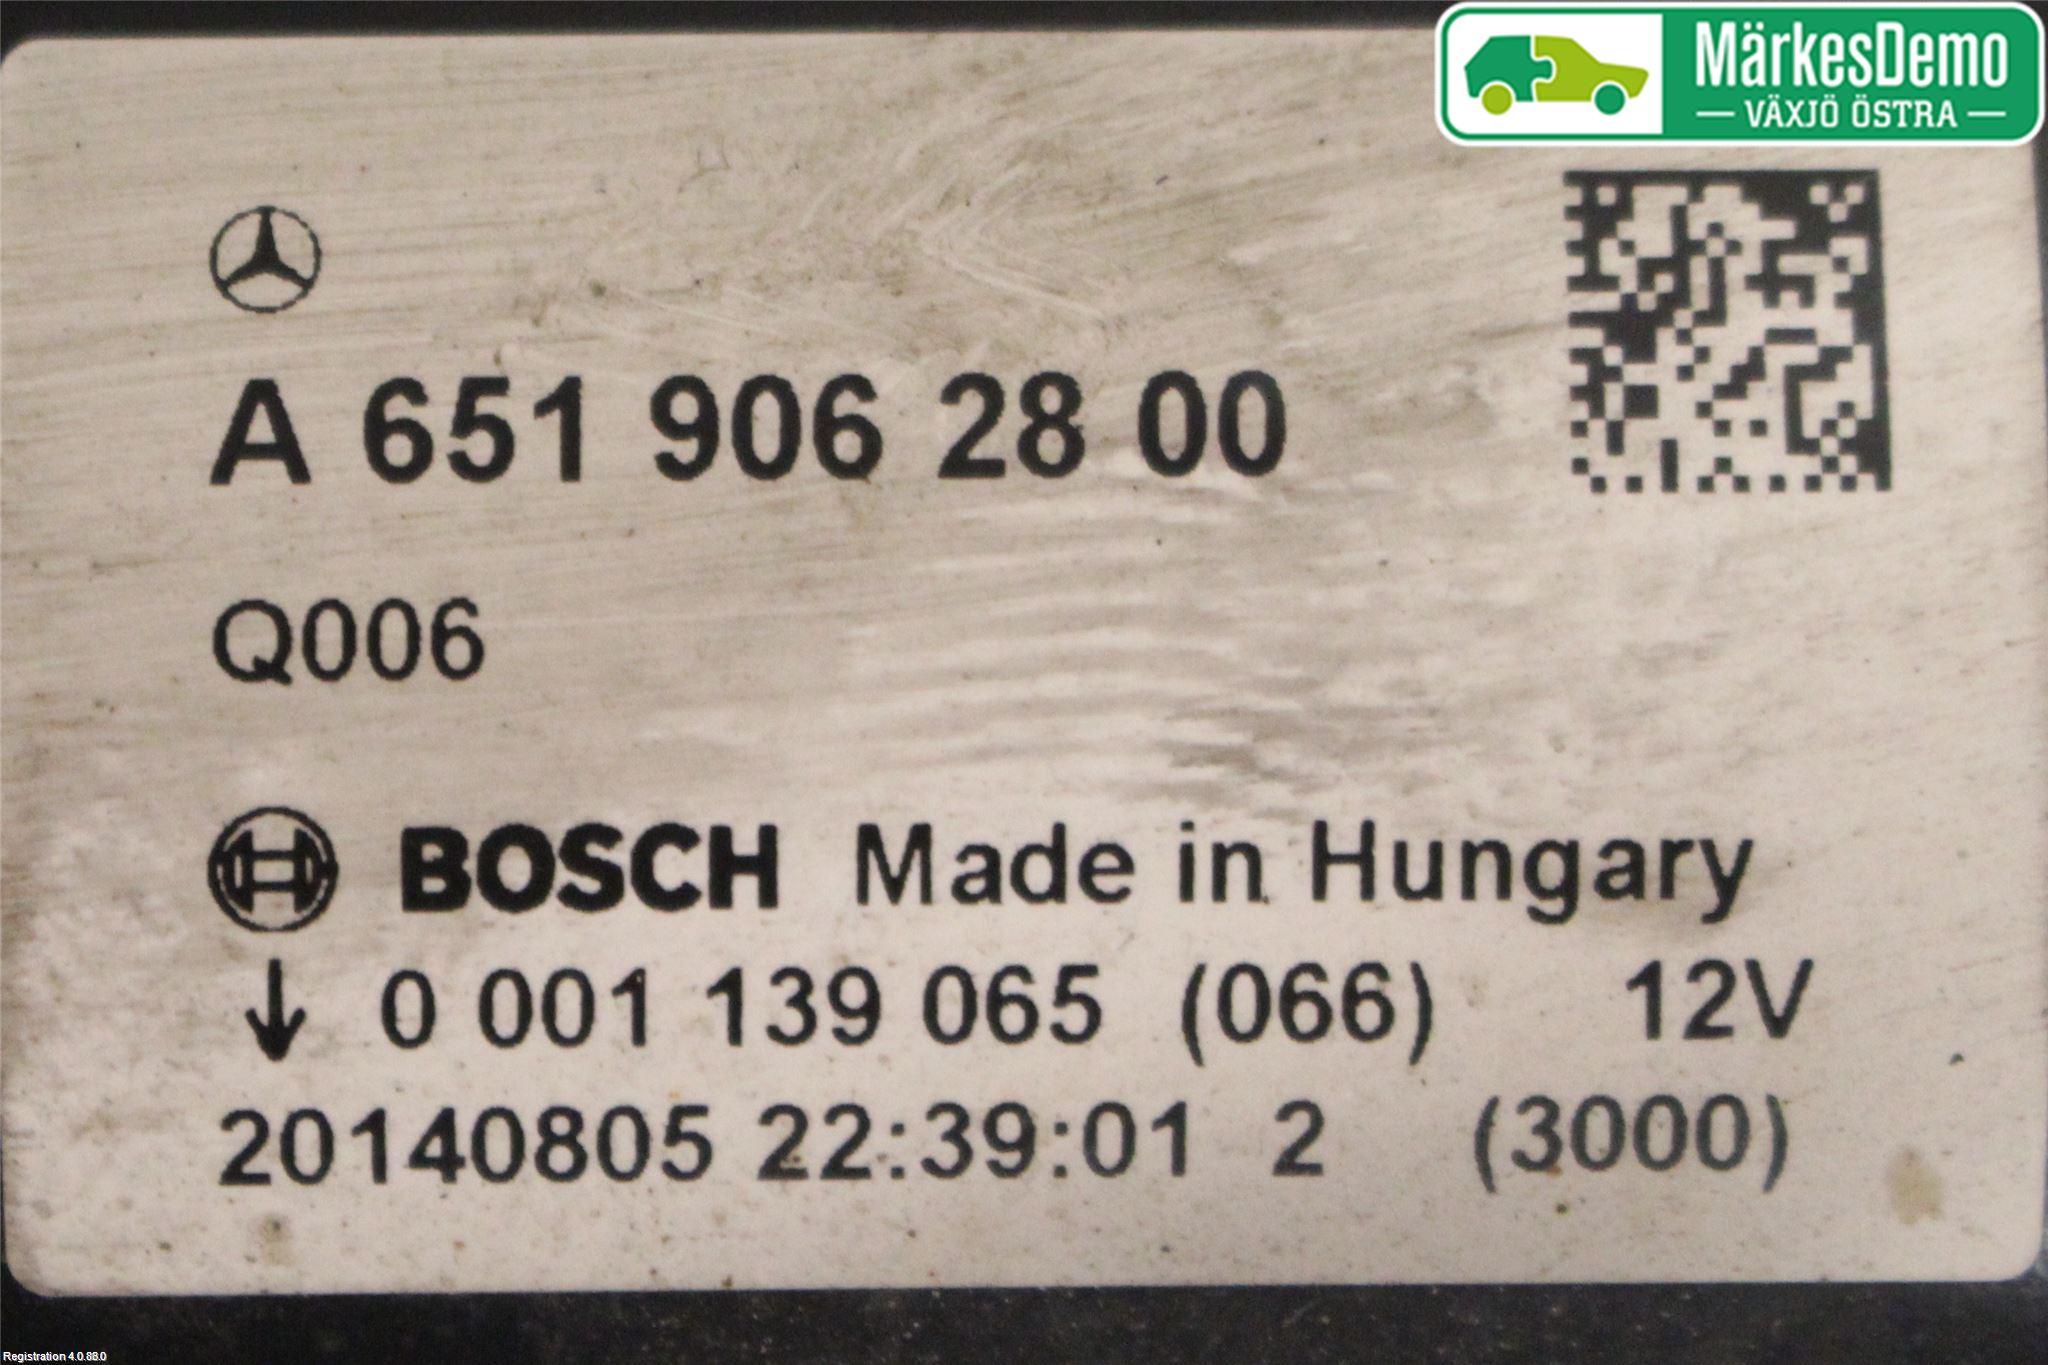 MärkesDemo
VÄXJÖ ÖSTRA
A 651 906 28 00
Q006
BOSCH Made in Hungary
↓ 0 001 139 065 (066) 12V
20140805 22:39:01 2 (3000)
Registration 4.0.88.0